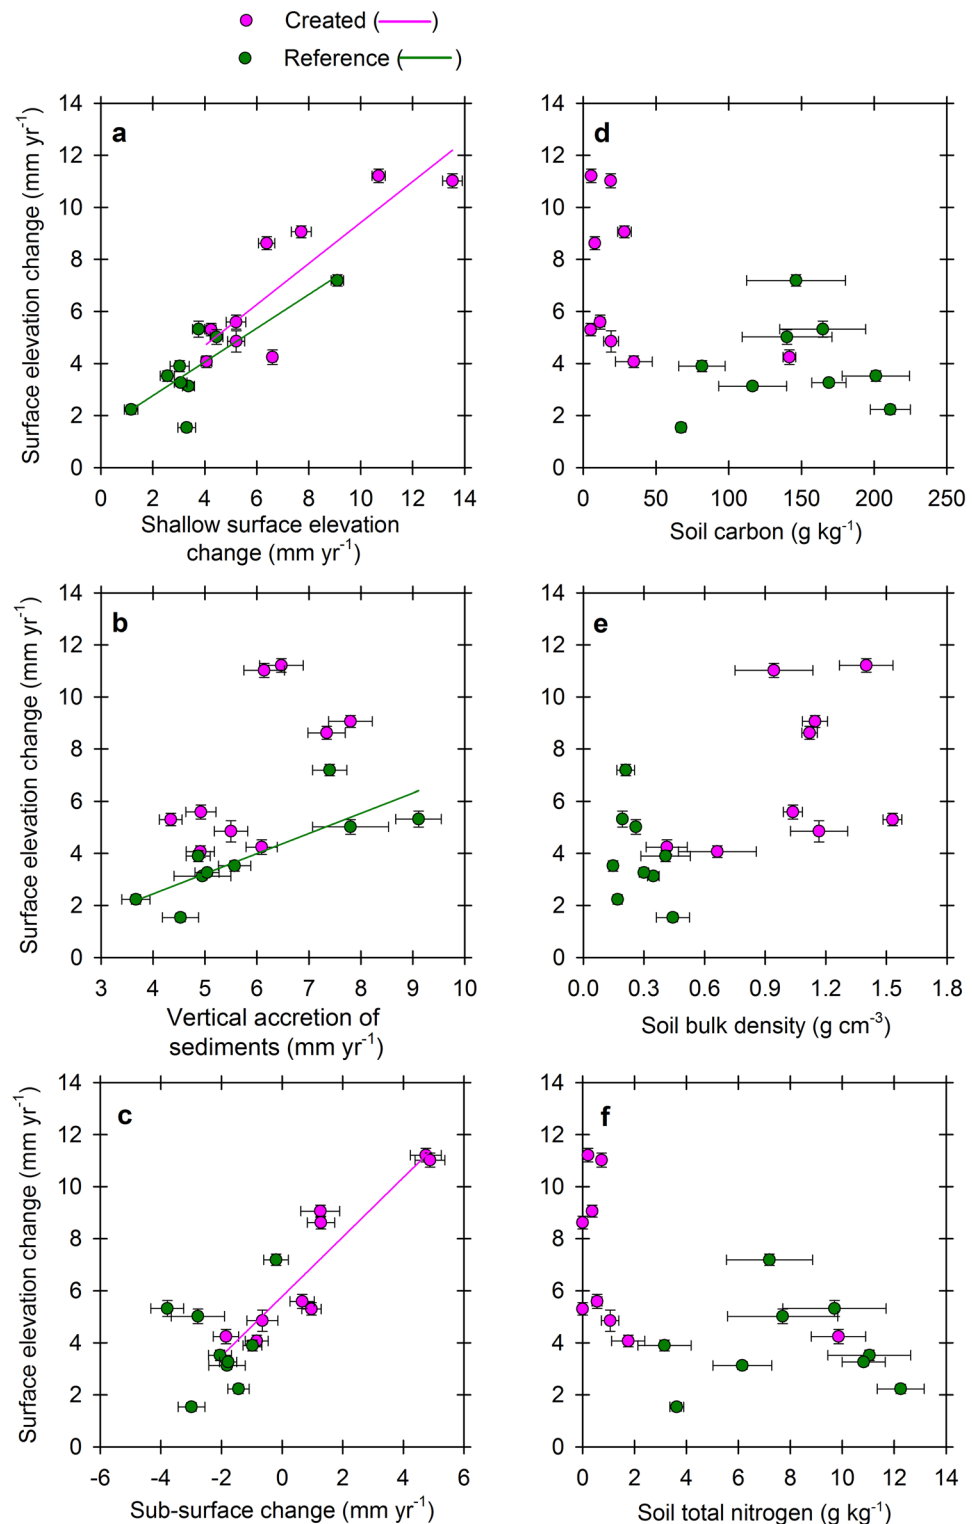 Created ( )
Reference ( )
a
Surface elevation change (mm yr-1)
14
12
10
8
6
4
2
0
0 2 4 6 8 10 12 14
Shallow surface elevation
change (mm yr-1)
d
Surface elevation change (mm yr-1)
14
12
10
8
6
4
2
0
0 50 100 150 200 250
Soil carbon (g kg-1)
b
Surface elevation change (mm yr-1)
14
12
10
8
6
4
2
0
3 4 5 6 7 8 9 10
Vertical accretion of
sediments (mm yr-1)
e
14
12
10
8
6
4
2
0
0.0 0.3 0.6 0.9 1.2 1.5 1.8
Soil bulk density (g cm-3)
c
Surface elevation change (mm yr-1)
14
12
10
8
6
4
2
0
-6 -4 -2 0 2 4 6
Sub-surface change (mm yr-1)
f
14
12
10
8
6
4
2
0
0 2 4 6 8 10 12 14
Soil total nitrogen (g kg-1)